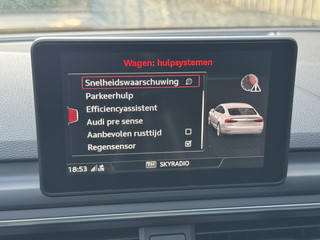 Wagen: hulpsystemen
Snelheidswaarschuwing
Parkeerhulp
Efficiencyassistent
Audi pre sense
Aanbevolen rusttijd
Regensensor
18:53 SKYRADIO